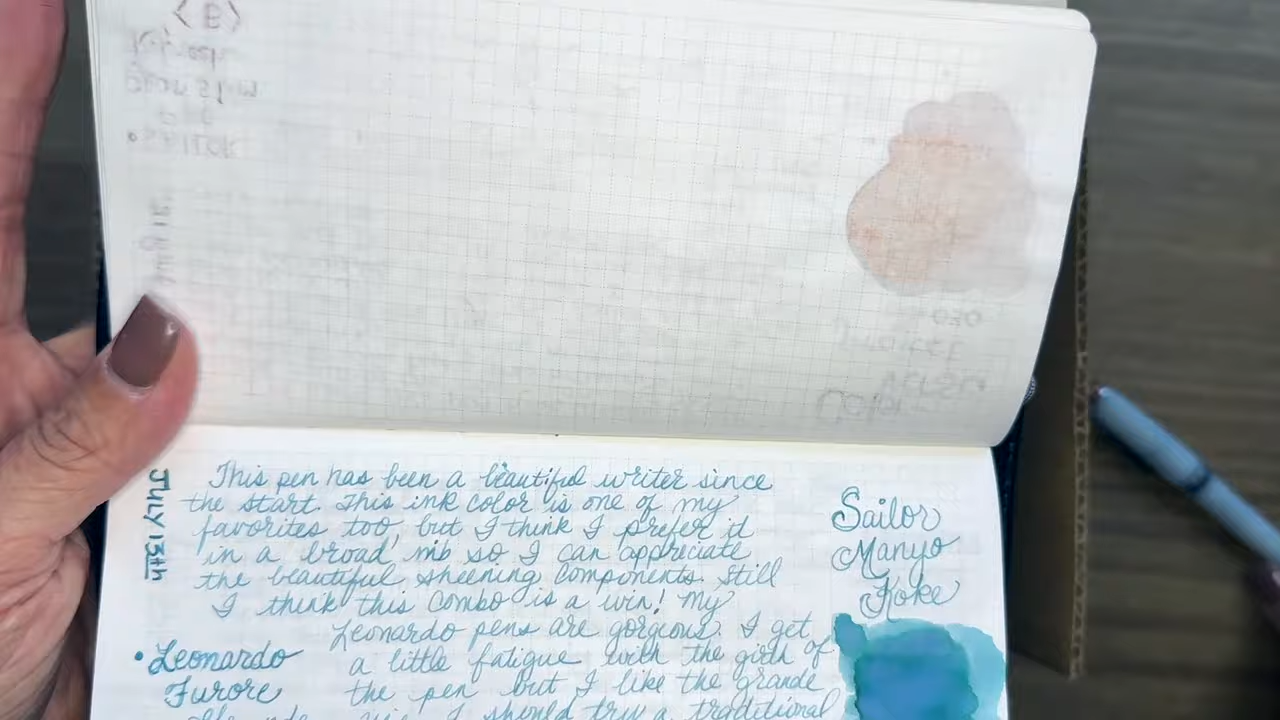 This pen has been a beautiful writer since
the start. This ink color is one of my
favorites too, but I think I prefer it
in a broad nib so I can appreciate
the beautiful sheening components. Still
I think this combo is a win! My
Leonardo pens are gorgeous. I get
a little fatigue with the girth of
the pen but I like the grande
I should try a traditional
July 13th
• Leonardo
Furore
Sailor
Manyo
Koke